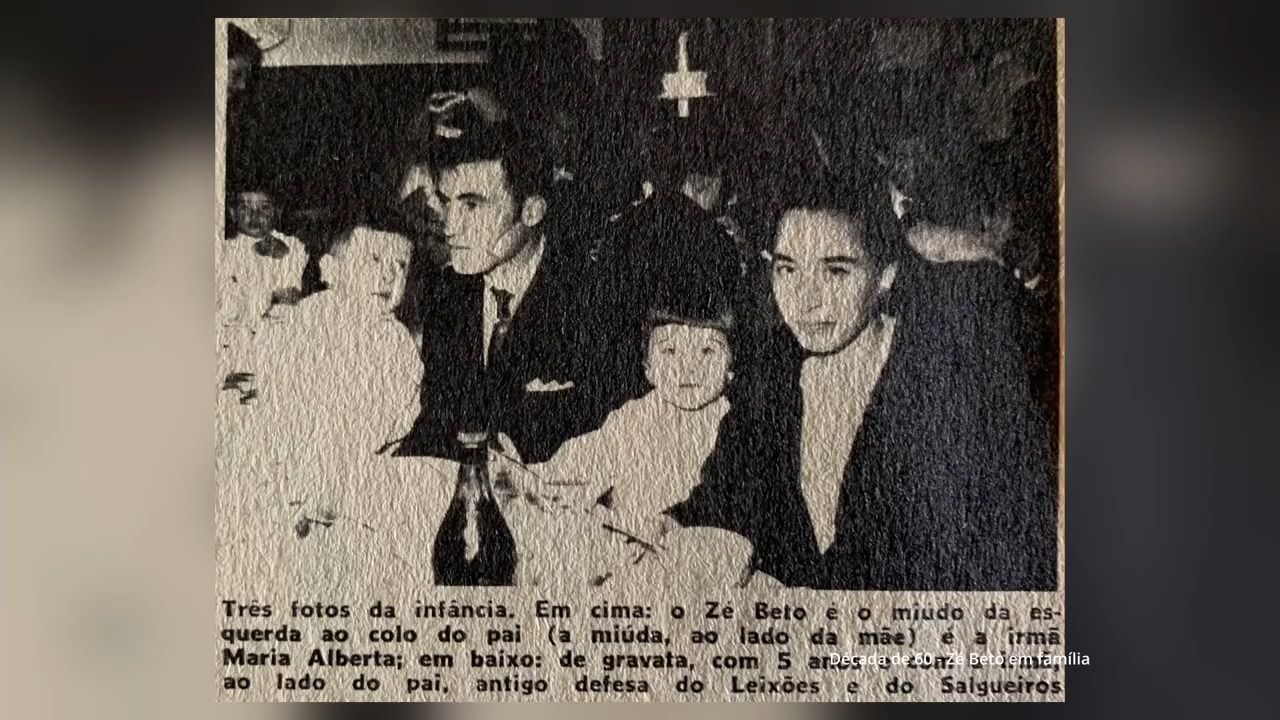 Três fotos da infância. Em cima: o Zé Beto é o miúdo da es-
querda ao colo do pai (a miúda, ao lado da mãe) é a irmã
Maria Alberta; em baixo: de gravata, com 5
Década de 60 - Zé Beto em família
ao lado do pai, antigo defesa do Leixões e do Salgueiros